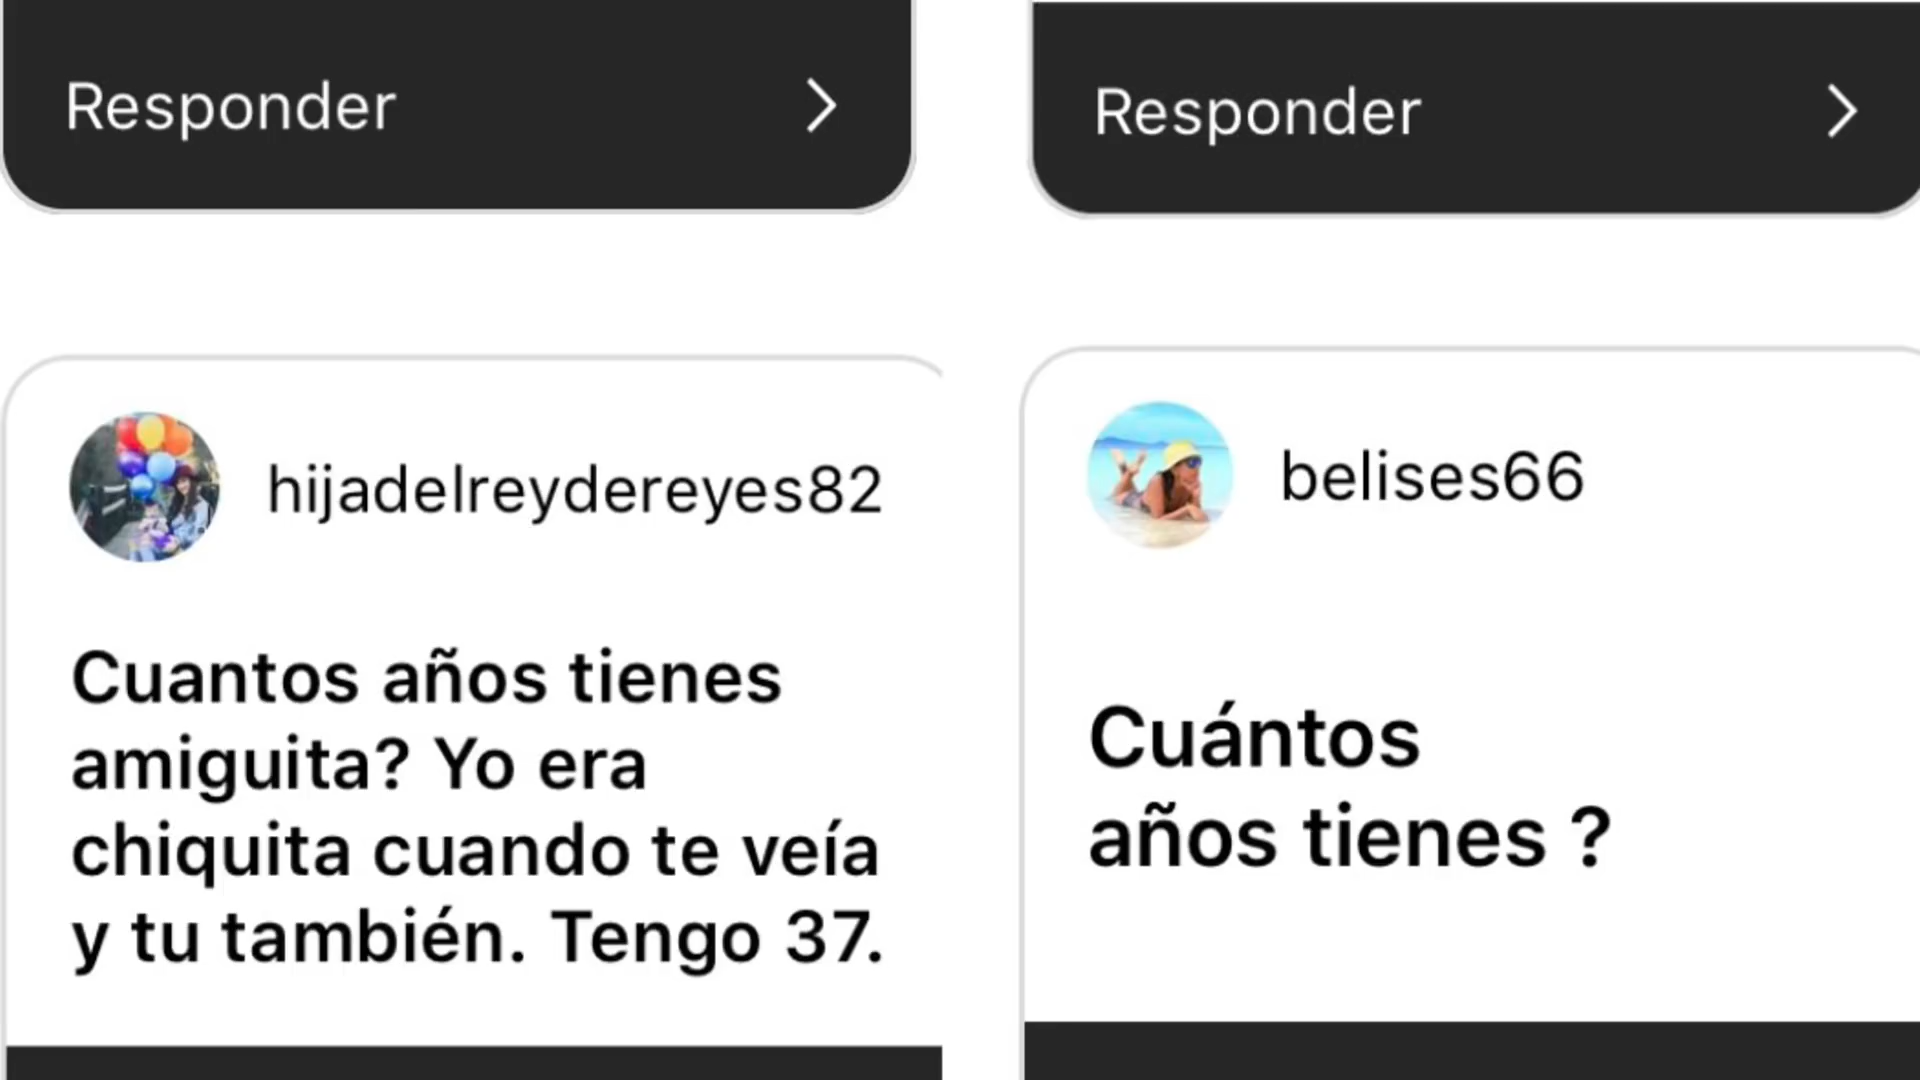 Responder
Responder
hijadelreydereyes82
Cuantos años tienes
amiguita? Yo era
chiquita cuando te veía
y tu también. Tengo 37.
belises66
Cuántos
años tienes ?